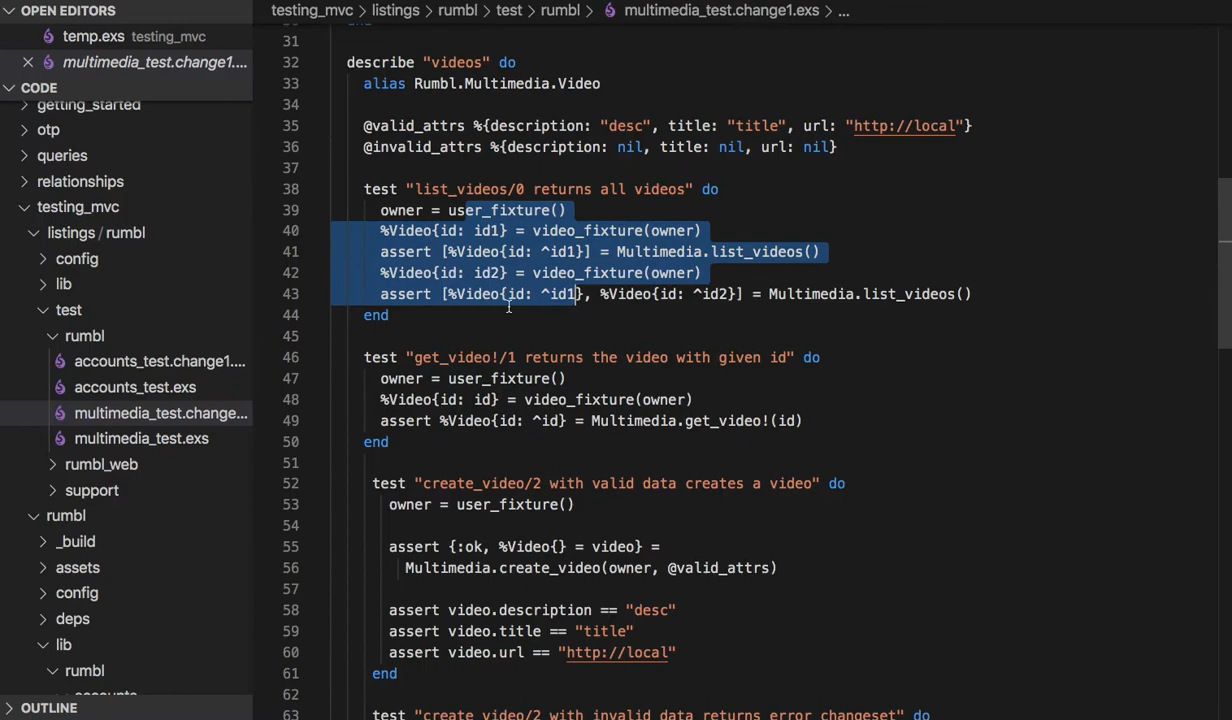 OPEN EDITORS
temp.exs testing_mvc
multimedia_test.change1....
CODE
getting_started
otp
queries
relationships
testing_mvc
listings / rumbl
config
lib
test
rumbl
accounts_test.change1....
accounts_test.exs
multimedia_test.change...
multimedia_test.exs
rumbl_web
support
rumbl
_build
assets
config
deps
lib
rumbl
accounts
OUTLINE
testing_mvc > listings > rumbl > test > rumbl > multimedia_test.change1.exs > ...
30 end
31
32 describe "videos" do
33 alias Rumbl.Multimedia.Video
34
35 @valid_attrs %{description: "desc", title: "title", url: "http://local"}
36 @invalid_attrs %{description: nil, title: nil, url: nil}
37
38 test "list_videos/0 returns all videos" do
39 owner = user_fixture()
40 %Video{id: id1} = video_fixture(owner)
41 assert [%Video{id: ^id1}] = Multimedia.list_videos()
42 %Video{id: id2} = video_fixture(owner)
43 assert [%Video{id: ^id1}, %Video{id: ^id2}] = Multimedia.list_videos()
44 end
45
46 test "get_video!/1 returns the video with given id" do
47 owner = user_fixture()
48 %Video{id: id} = video_fixture(owner)
49 assert %Video{id: ^id} = Multimedia.get_video!(id)
50 end
51
52 test "create_video/2 with valid data creates a video" do
53 owner = user_fixture()
54
55 assert {:ok, %Video{} = video} =
56 Multimedia.create_video(owner, @valid_attrs)
57
58 assert video.description == "desc"
59 assert video.title == "title"
60 assert video.url == "http://local"
61 end
62
63 test "create_video/2 with invalid data returns error changeset" do